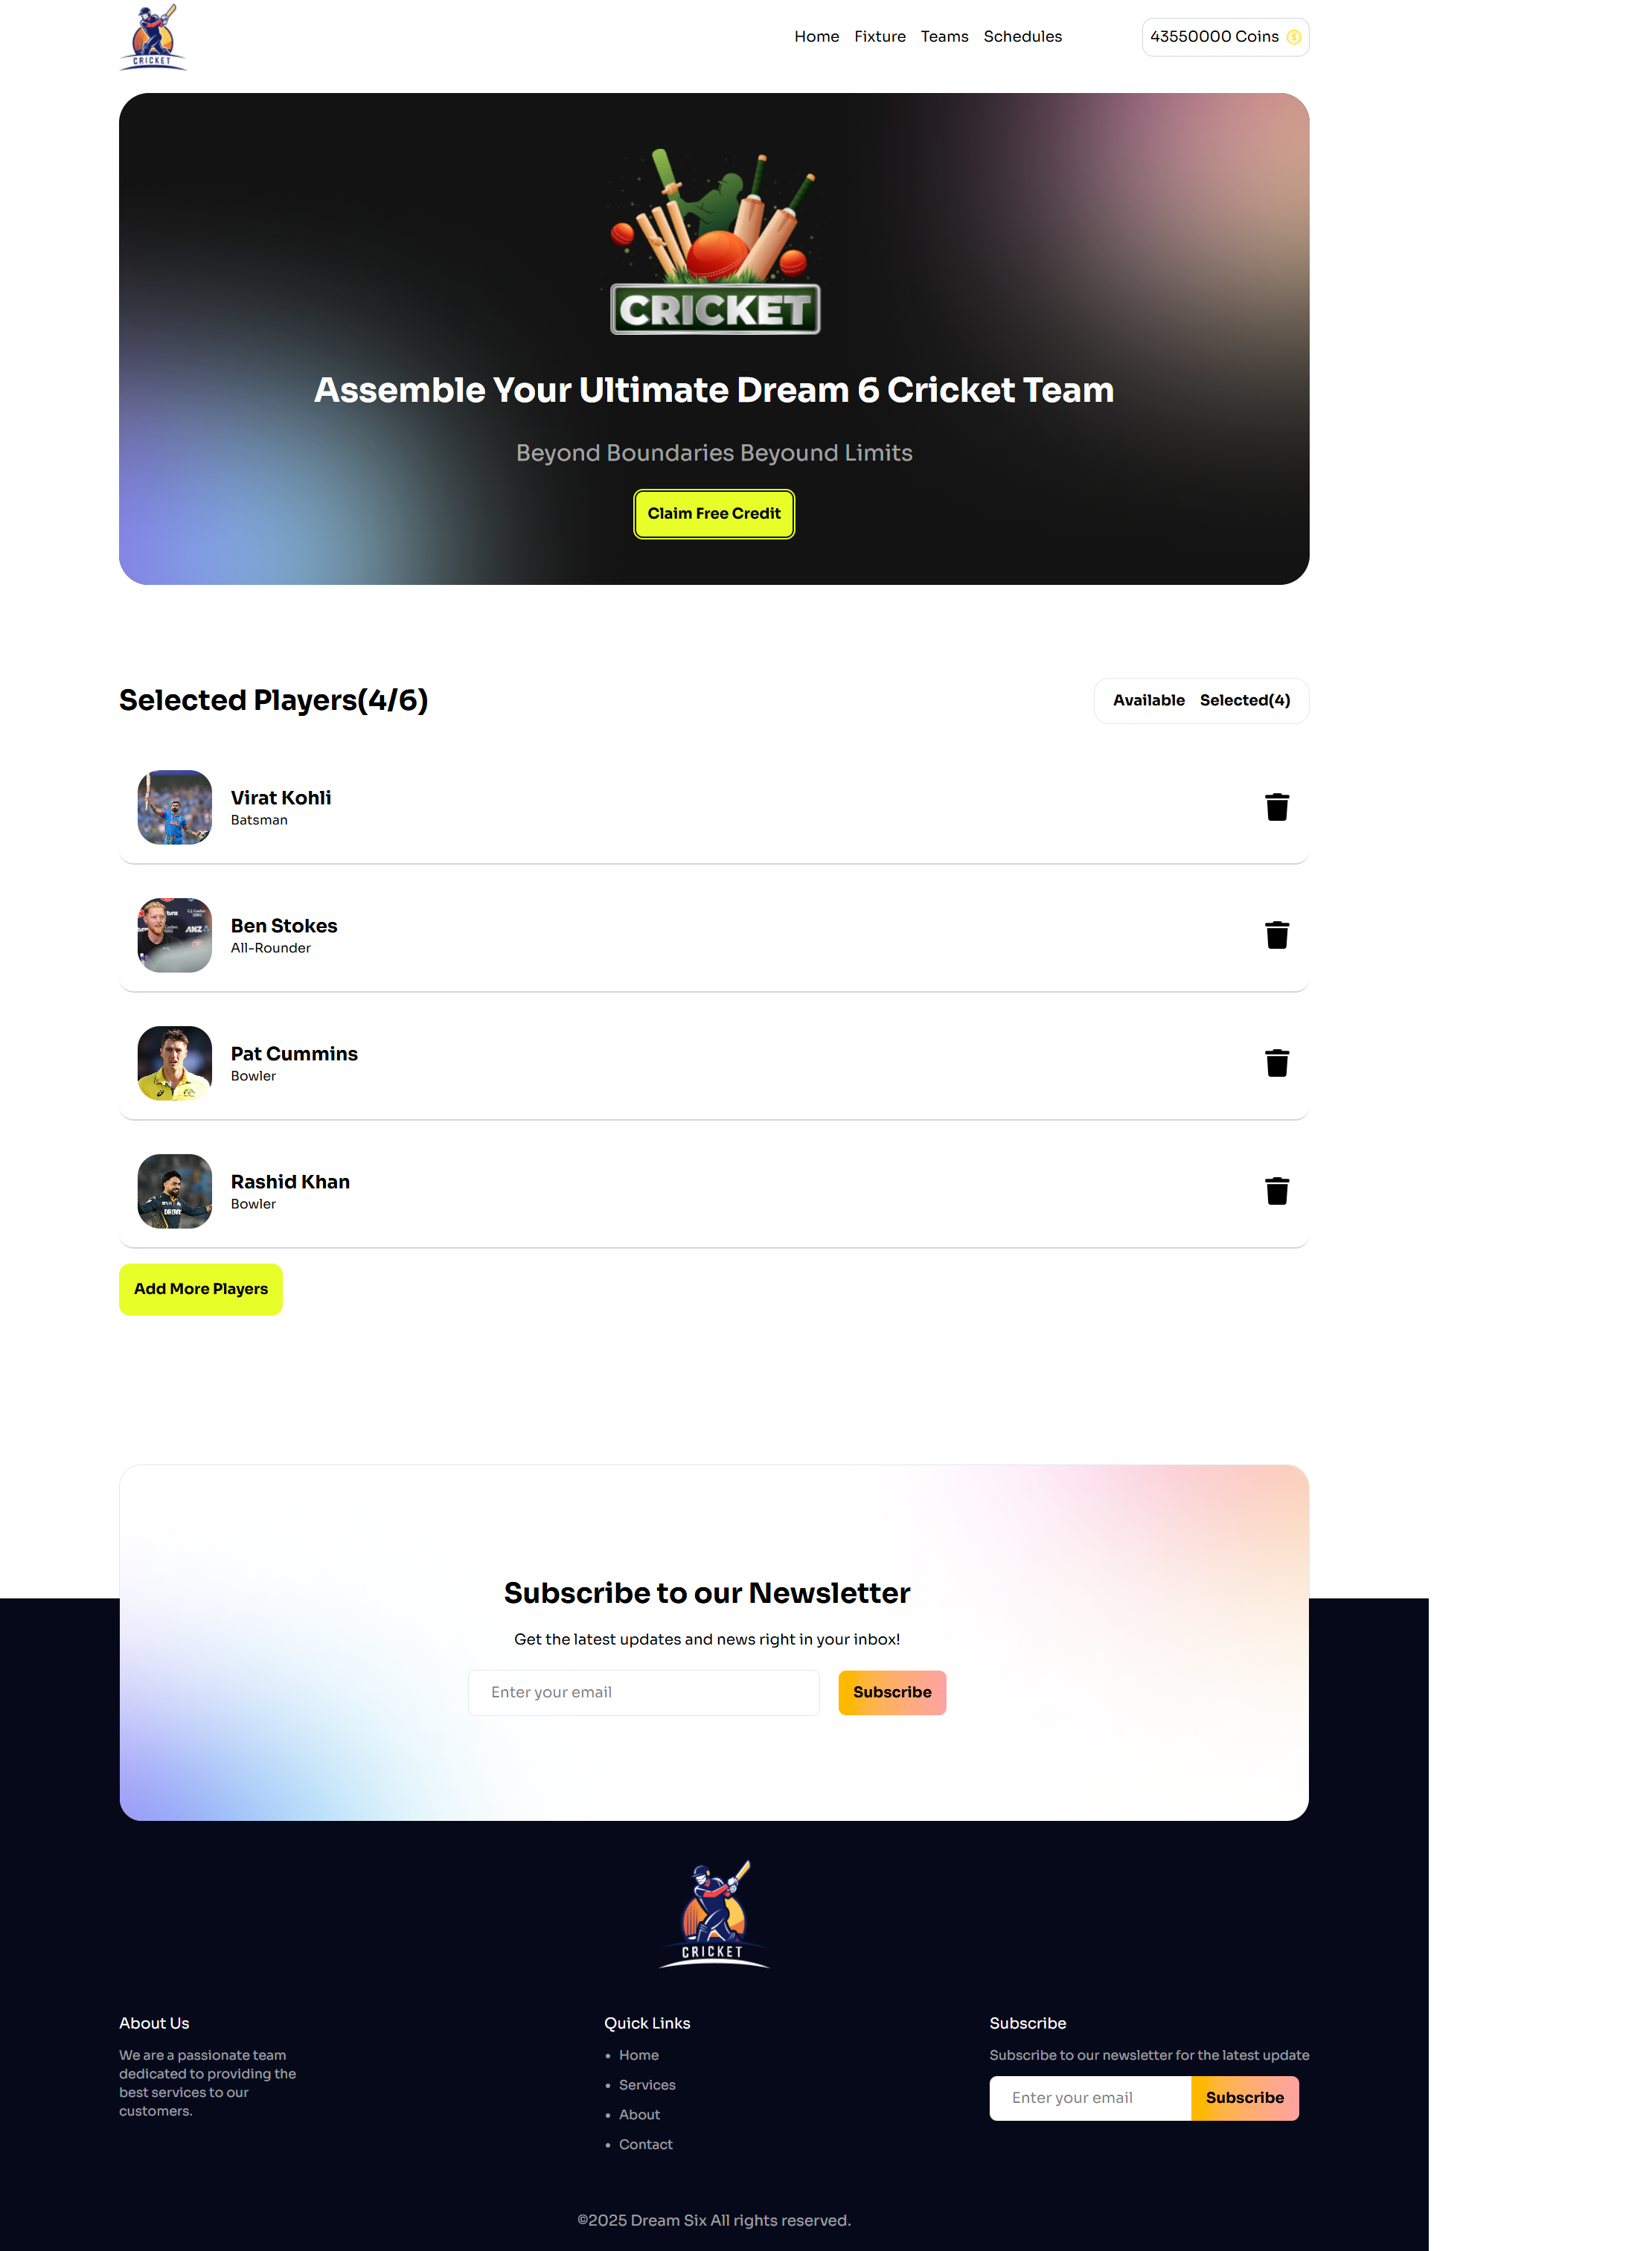 CRICKET
Home Fixture Teams Schedules
43550000 Coins
CRICKET
Assemble Your Ultimate Dream 6 Cricket Team
Beyond Boundaries Beyound Limits
Claim Free Credit
Selected Players(4/6)
Available Selected(4)
Virat Kohli
Batsman
Ben Stokes
All-Rounder
ANZ
Pat Cummins
Bowler
Rashid Khan
Bowler
Add More Players
Subscribe to our Newsletter
Get the latest updates and news right in your inbox!
Enter your email
Subscribe
CRICKET
About Us
We are a passionate team
dedicated to providing the
best services to our
customers.
Quick Links
• Home
• Services
• About
• Contact
Subscribe
Subscribe to our newsletter for the latest update
Enter your email
Subscribe
©2025 Dream Six All rights reserved.